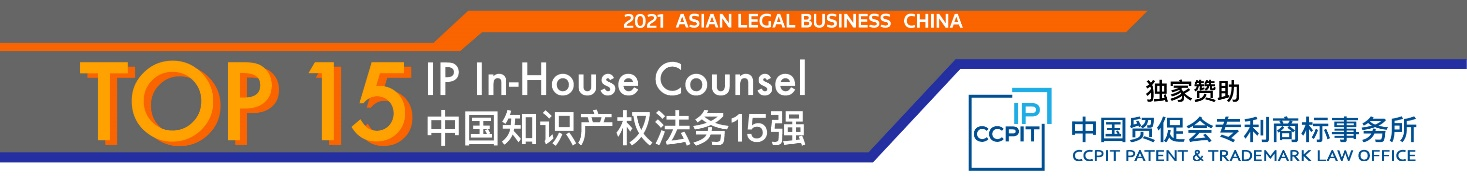 2021 ASIAN LEGAL BUSINESS CHINA
TOP 15
IP In-House Counsel
中国知识产权法务15强
独家赞助
IP
CCPIT
中国贸促会专利商标事务所
CCPIT PATENT & TRADEMARK LAW OFFICE